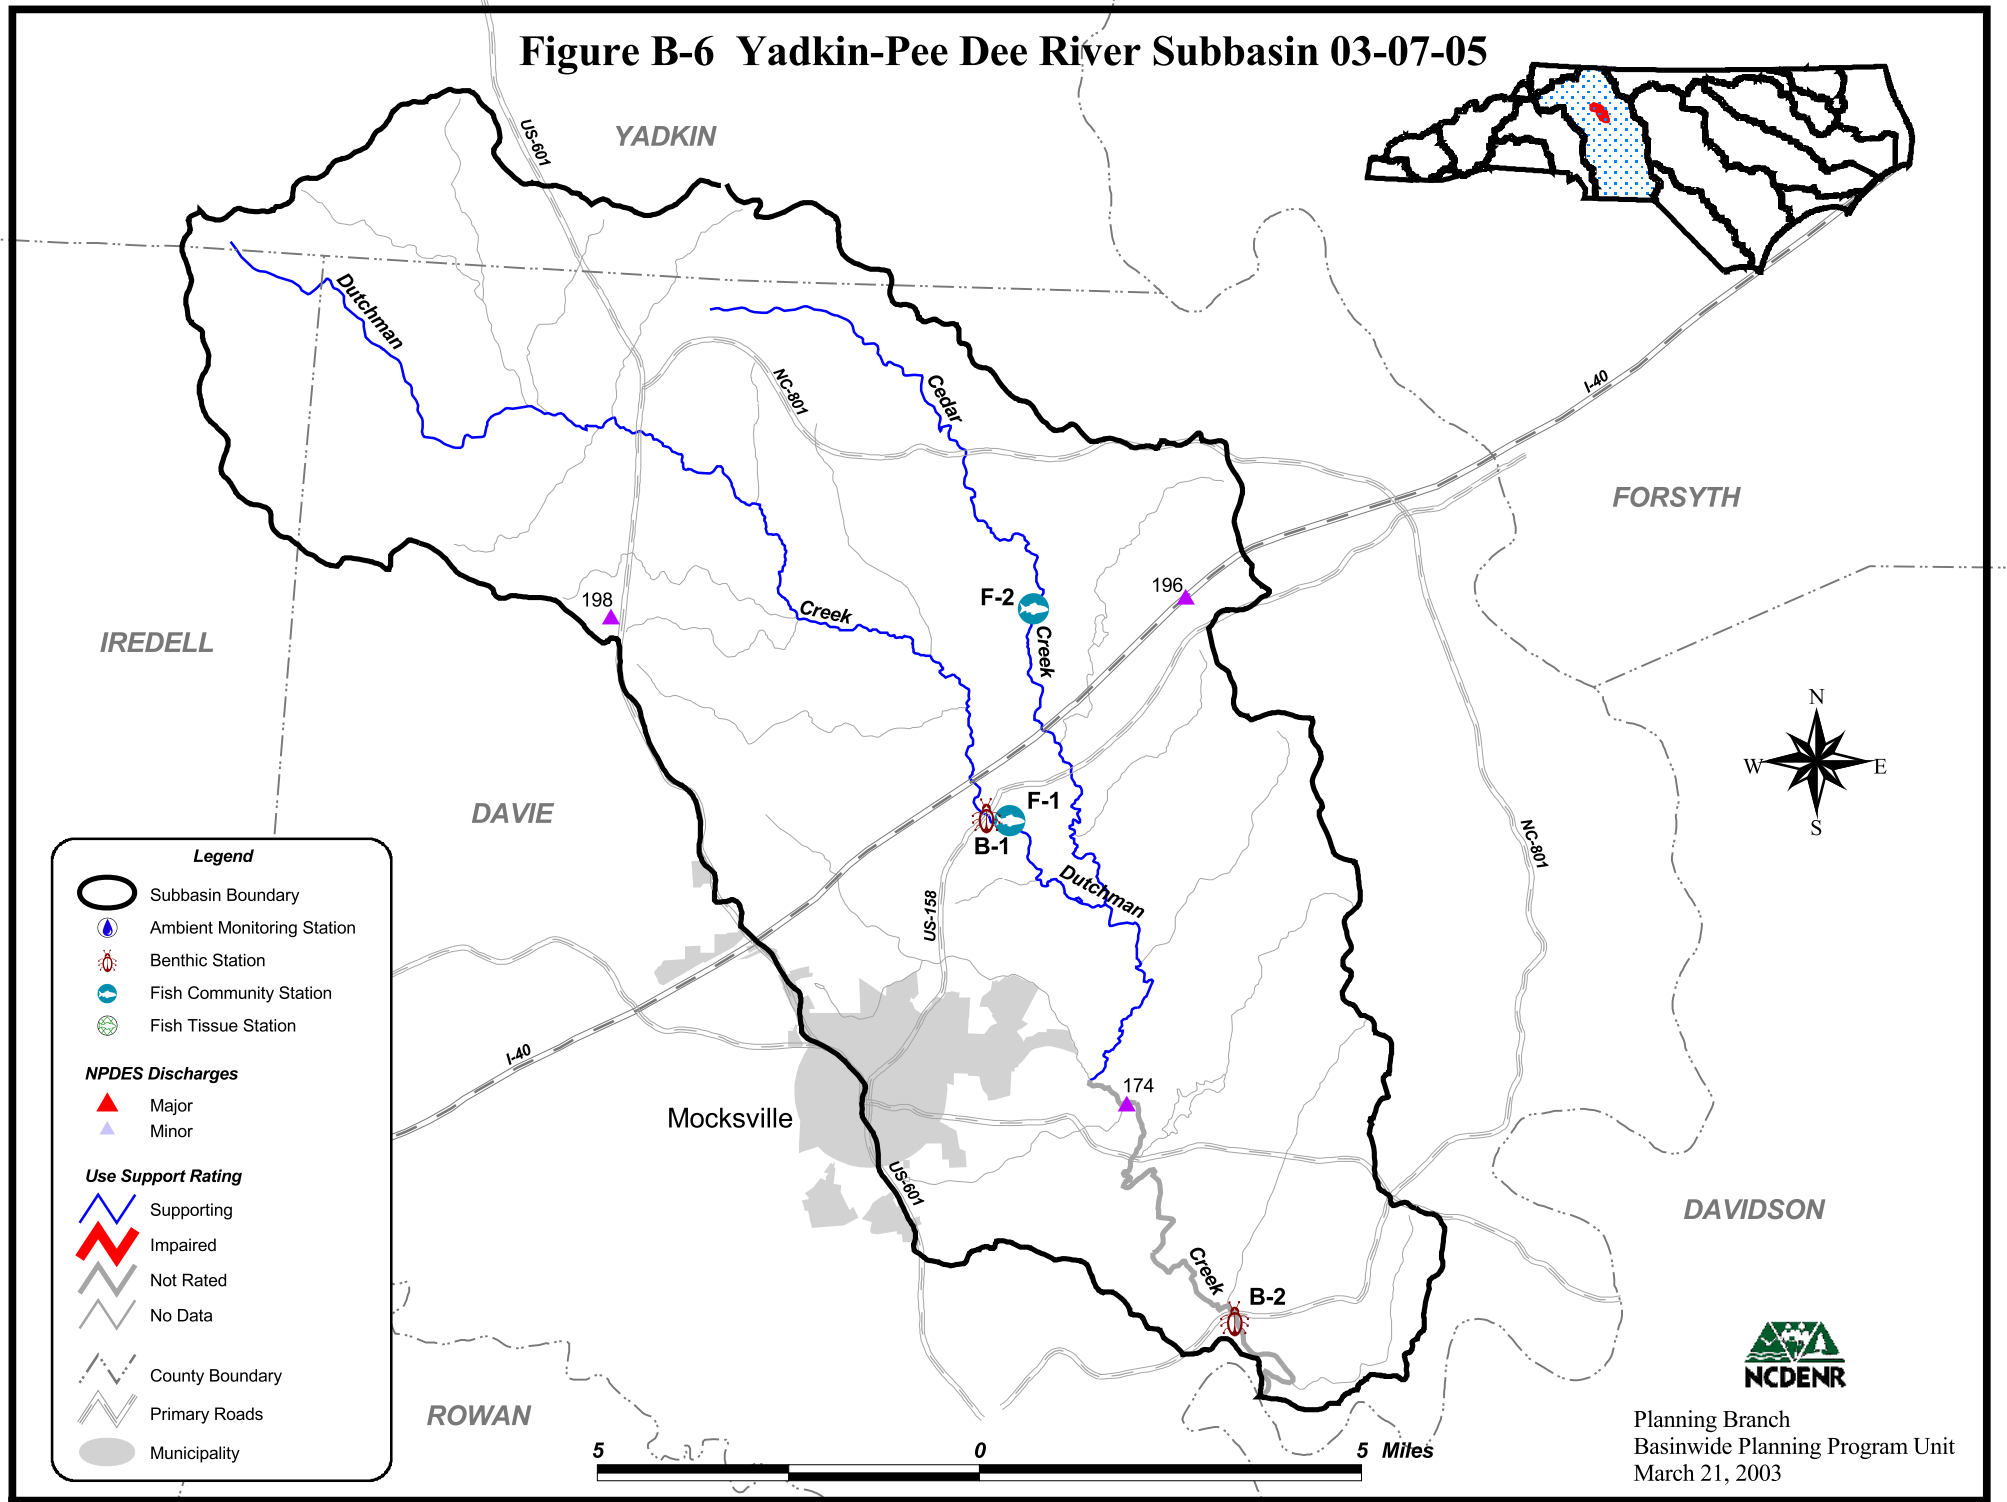 Figure B-6 Yadkin-Pee Dee River Subbasin 03-07-05
YADKIN
US-601
Dutchman
NC-801
Cedar
I-40
FORSYTH
198
F-2
196
Creek
Creek
IREDELL
N
W
E
S
DAVIE
F-1
B-1
NC-801
Dutchman
US-158
I-40
174
Mocksville
US-601
DAVIDSON
Creek
B-2
ROWAN
Legend
Subbasin Boundary
Ambient Monitoring Station
Benthic Station
Fish Community Station
Fish Tissue Station
NPDES Discharges
Major
Minor
Use Support Rating
Supporting
Impaired
Not Rated
No Data
County Boundary
Primary Roads
Municipality
5 0 5 Miles
NCDENR
Planning Branch
Basinwide Planning Program Unit
March 21, 2003